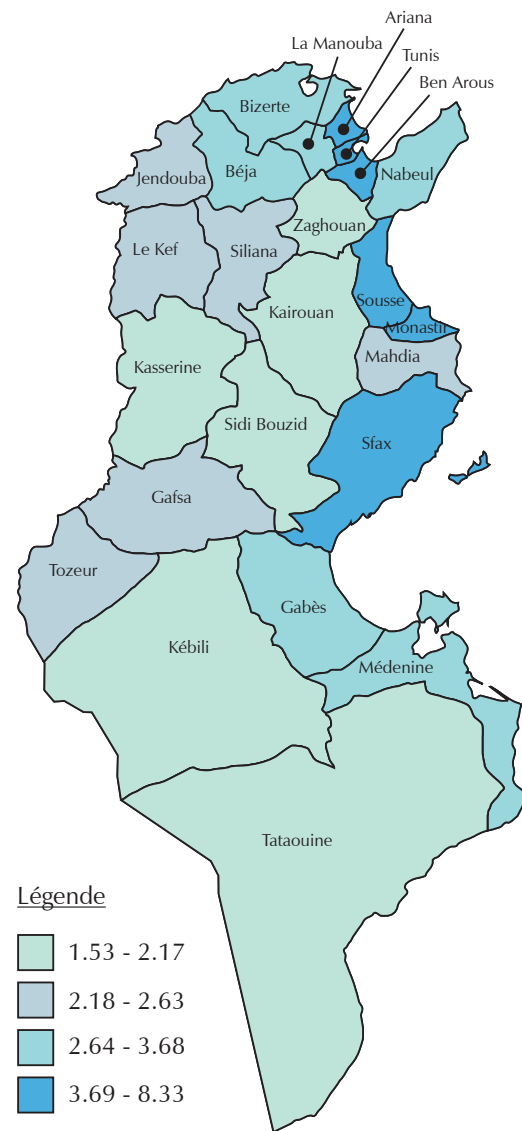 Ariana
La Manouba
Tunis
Ben Arous
Bizerte
Nabeul
Jendouba
Béja
Zaghouan
Le Kef
Siliana
Sousse
Kairouan
Monastir
Mahdia
Kasserine
Sidi Bouzid
Sfax
Gafsa
Tozeur
Gabès
Kébili
Médenine
Tataouine
Légende
1.53 - 2.17
2.18 - 2.63
2.64 - 3.68
3.69 - 8.33